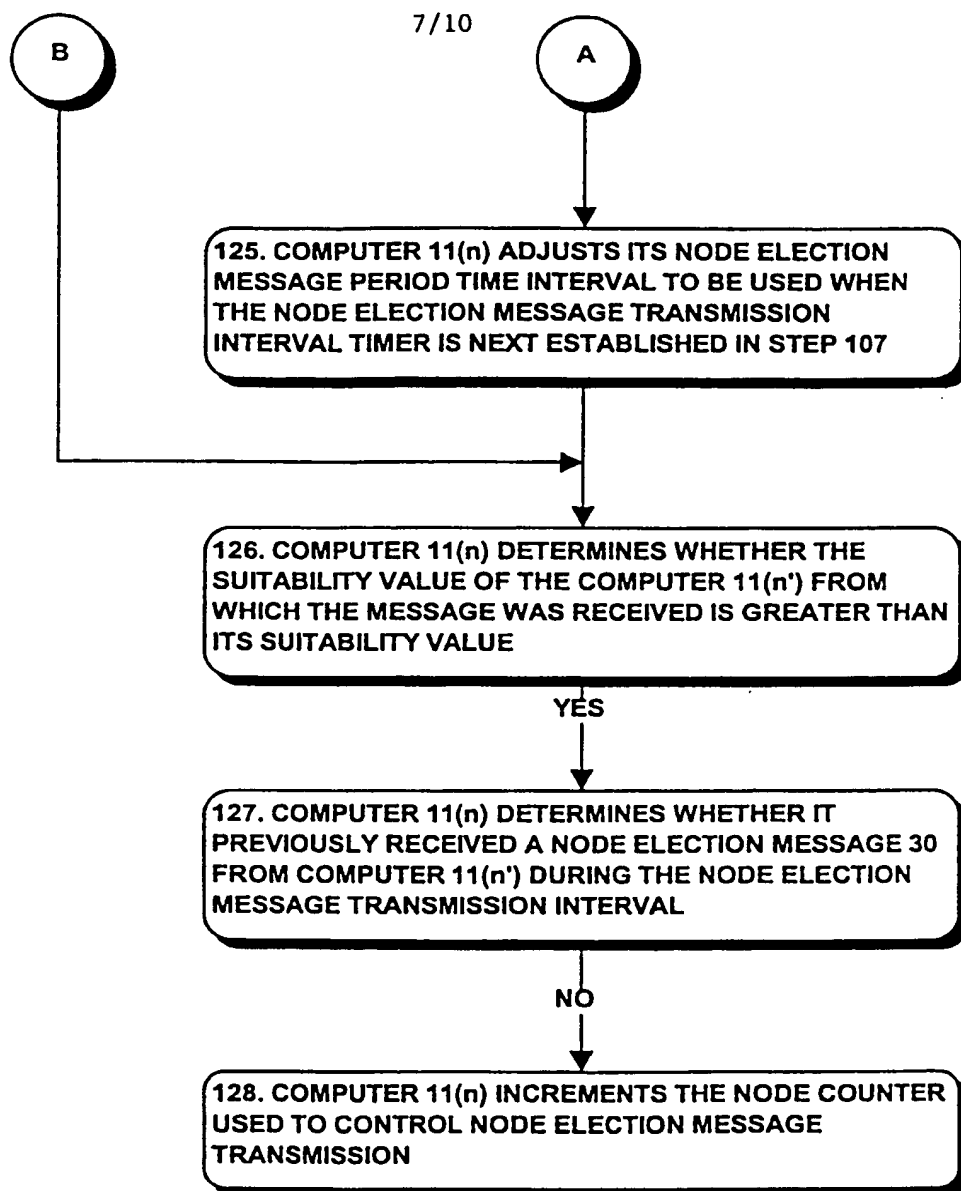 7/10
B
A
125. COMPUTER 11(n) ADJUSTS ITS NODE ELECTION
MESSAGE PERIOD TIME INTERVAL TO BE USED WHEN
THE NODE ELECTION MESSAGE TRANSMISSION
INTERVAL TIMER IS NEXT ESTABLISHED IN STEP 107
126. COMPUTER 11(n) DETERMINES WHETHER THE
SUITABILITY VALUE OF THE COMPUTER 11(n') FROM
WHICH THE MESSAGE WAS RECEIVED IS GREATER THAN
ITS SUITABILITY VALUE
YES
127. COMPUTER 11(n) DETERMINES WHETHER IT
PREVIOUSLY RECEIVED A NODE ELECTION MESSAGE 30
FROM COMPUTER 11(n') DURING THE NODE ELECTION
MESSAGE TRANSMISSION INTERVAL
NO
128. COMPUTER 11(n) INCREMENTS THE NODE COUNTER
USED TO CONTROL NODE ELECTION MESSAGE
TRANSMISSION